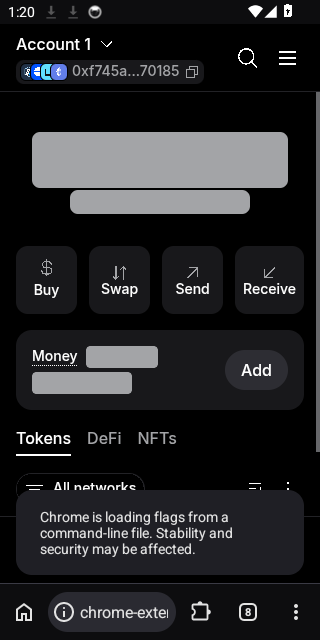 1:20
Account 1
0xf745a...70185
Buy
Swap
Send
Receive
Money
Add
Tokens
DeFi
NFTs
All networks
Chrome is loading flags from a
command-line file. Stability and
security may be affected.
chrome-exte
8